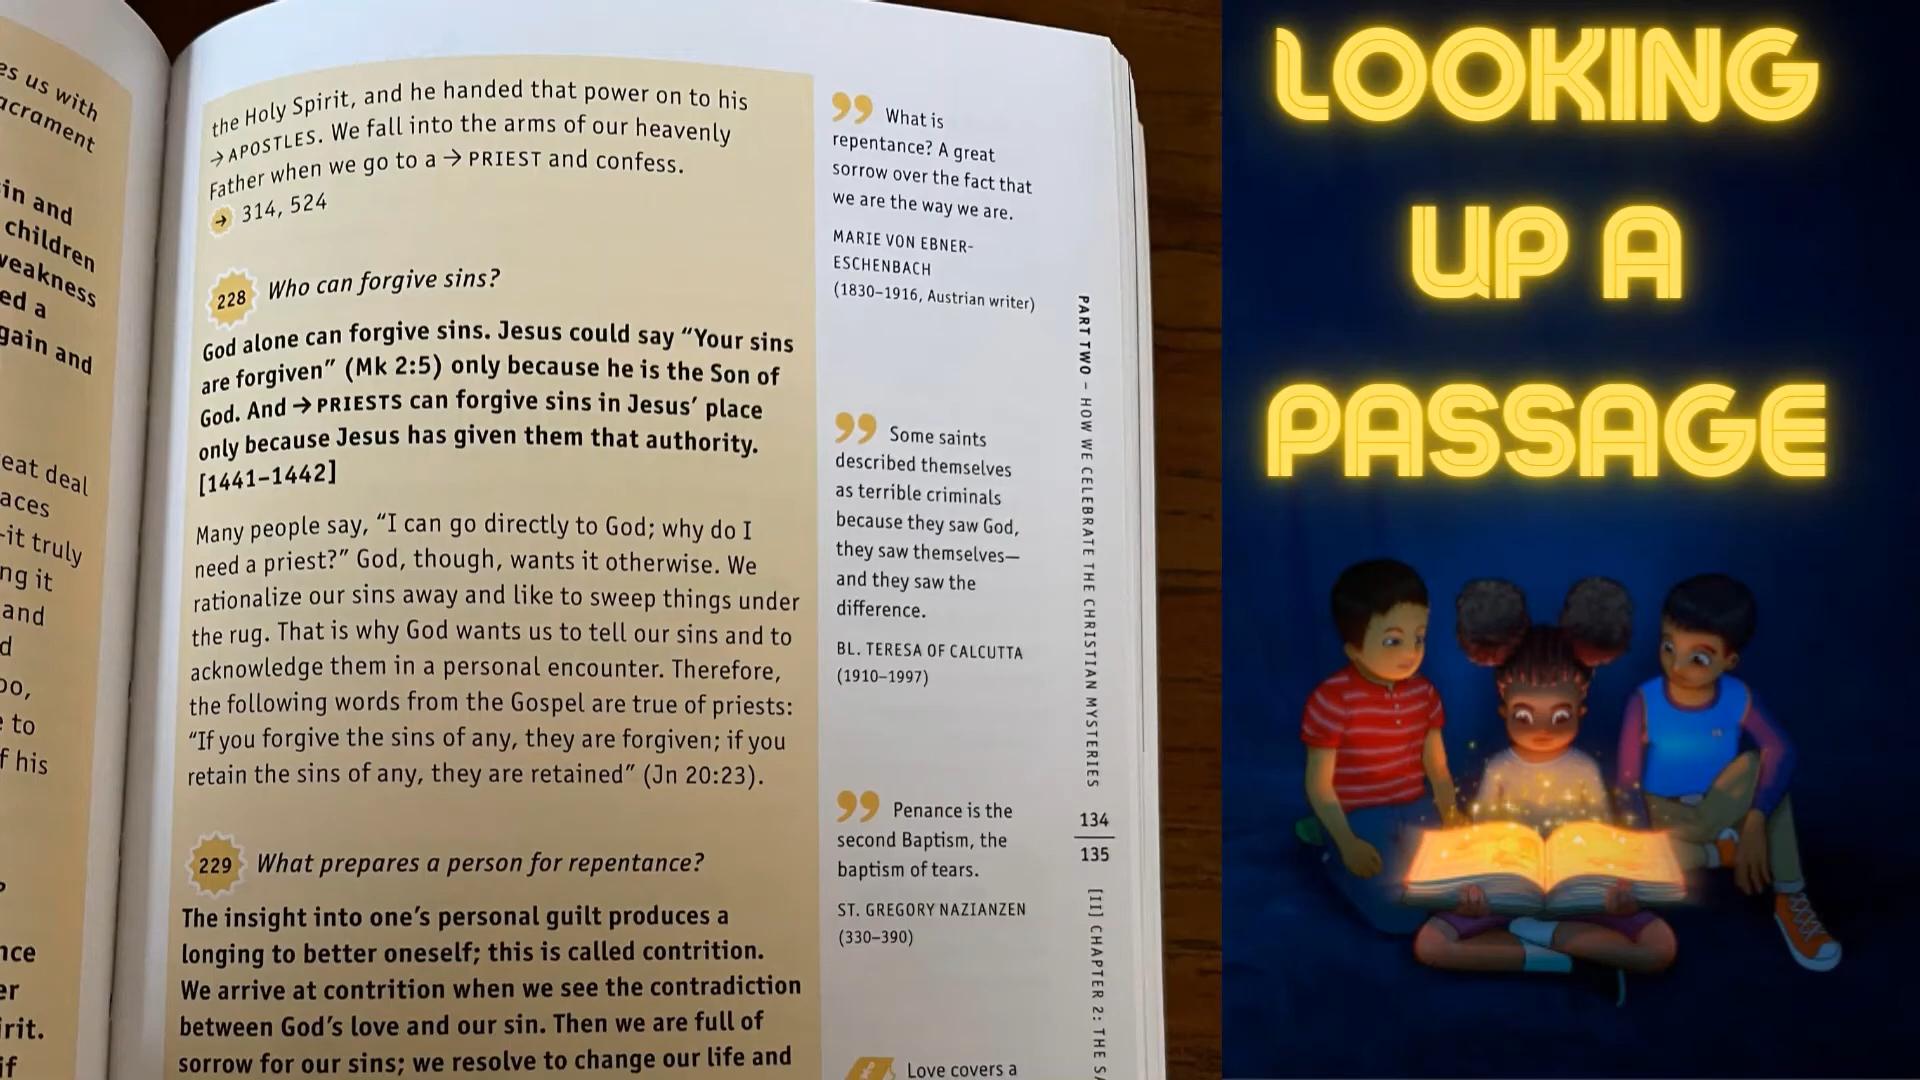 es us with
acrament
in and
children
weakness
ed a
gain and
eat deal
aces
it truly
ng it
and
d
oo,
to
f his
nce
er
irit.
if
the Holy Spirit, and he handed that power on to his
→ APOSTLES. We fall into the arms of our heavenly
Father when we go to a → PRIEST and confess.
→ 314, 524
228 Who can forgive sins?
God alone can forgive sins. Jesus could say “Your sins
are forgiven” (Mk 2:5) only because he is the Son of
God. And → PRIESTS can forgive sins in Jesus’ place
only because Jesus has given them that authority.
[1441–1442]
Many people say, “I can go directly to God; why do I
need a priest?” God, though, wants it otherwise. We
rationalize our sins away and like to sweep things under
the rug. That is why God wants us to tell our sins and to
acknowledge them in a personal encounter. Therefore,
the following words from the Gospel are true of priests:
“If you forgive the sins of any, they are forgiven; if you
retain the sins of any, they are retained” (Jn 20:23).
229 What prepares a person for repentance?
The insight into one’s personal guilt produces a
longing to better oneself; this is called contrition.
We arrive at contrition when we see the contradiction
between God’s love and our sin. Then we are full of
sorrow for our sins; we resolve to change our life and
What is
repentance? A great
sorrow over the fact that
we are the way we are.
MARIE VON EBNER-
ESCHENBACH
(1830–1916, Austrian writer)
Some saints
described themselves
as terrible criminals
because they saw God,
they saw themselves—
and they saw the
difference.
BL. TERESA OF CALCUTTA
(1910–1997)
Penance is the
second Baptism, the
baptism of tears.
ST. GREGORY NAZIANZEN
(330–390)
Love covers a
PART TWO – HOW WE CELEBRATE THE CHRISTIAN MYSTERIES
134
135
[II] CHAPTER 2: THE SA
LOOKING
UP A
PASSAGE